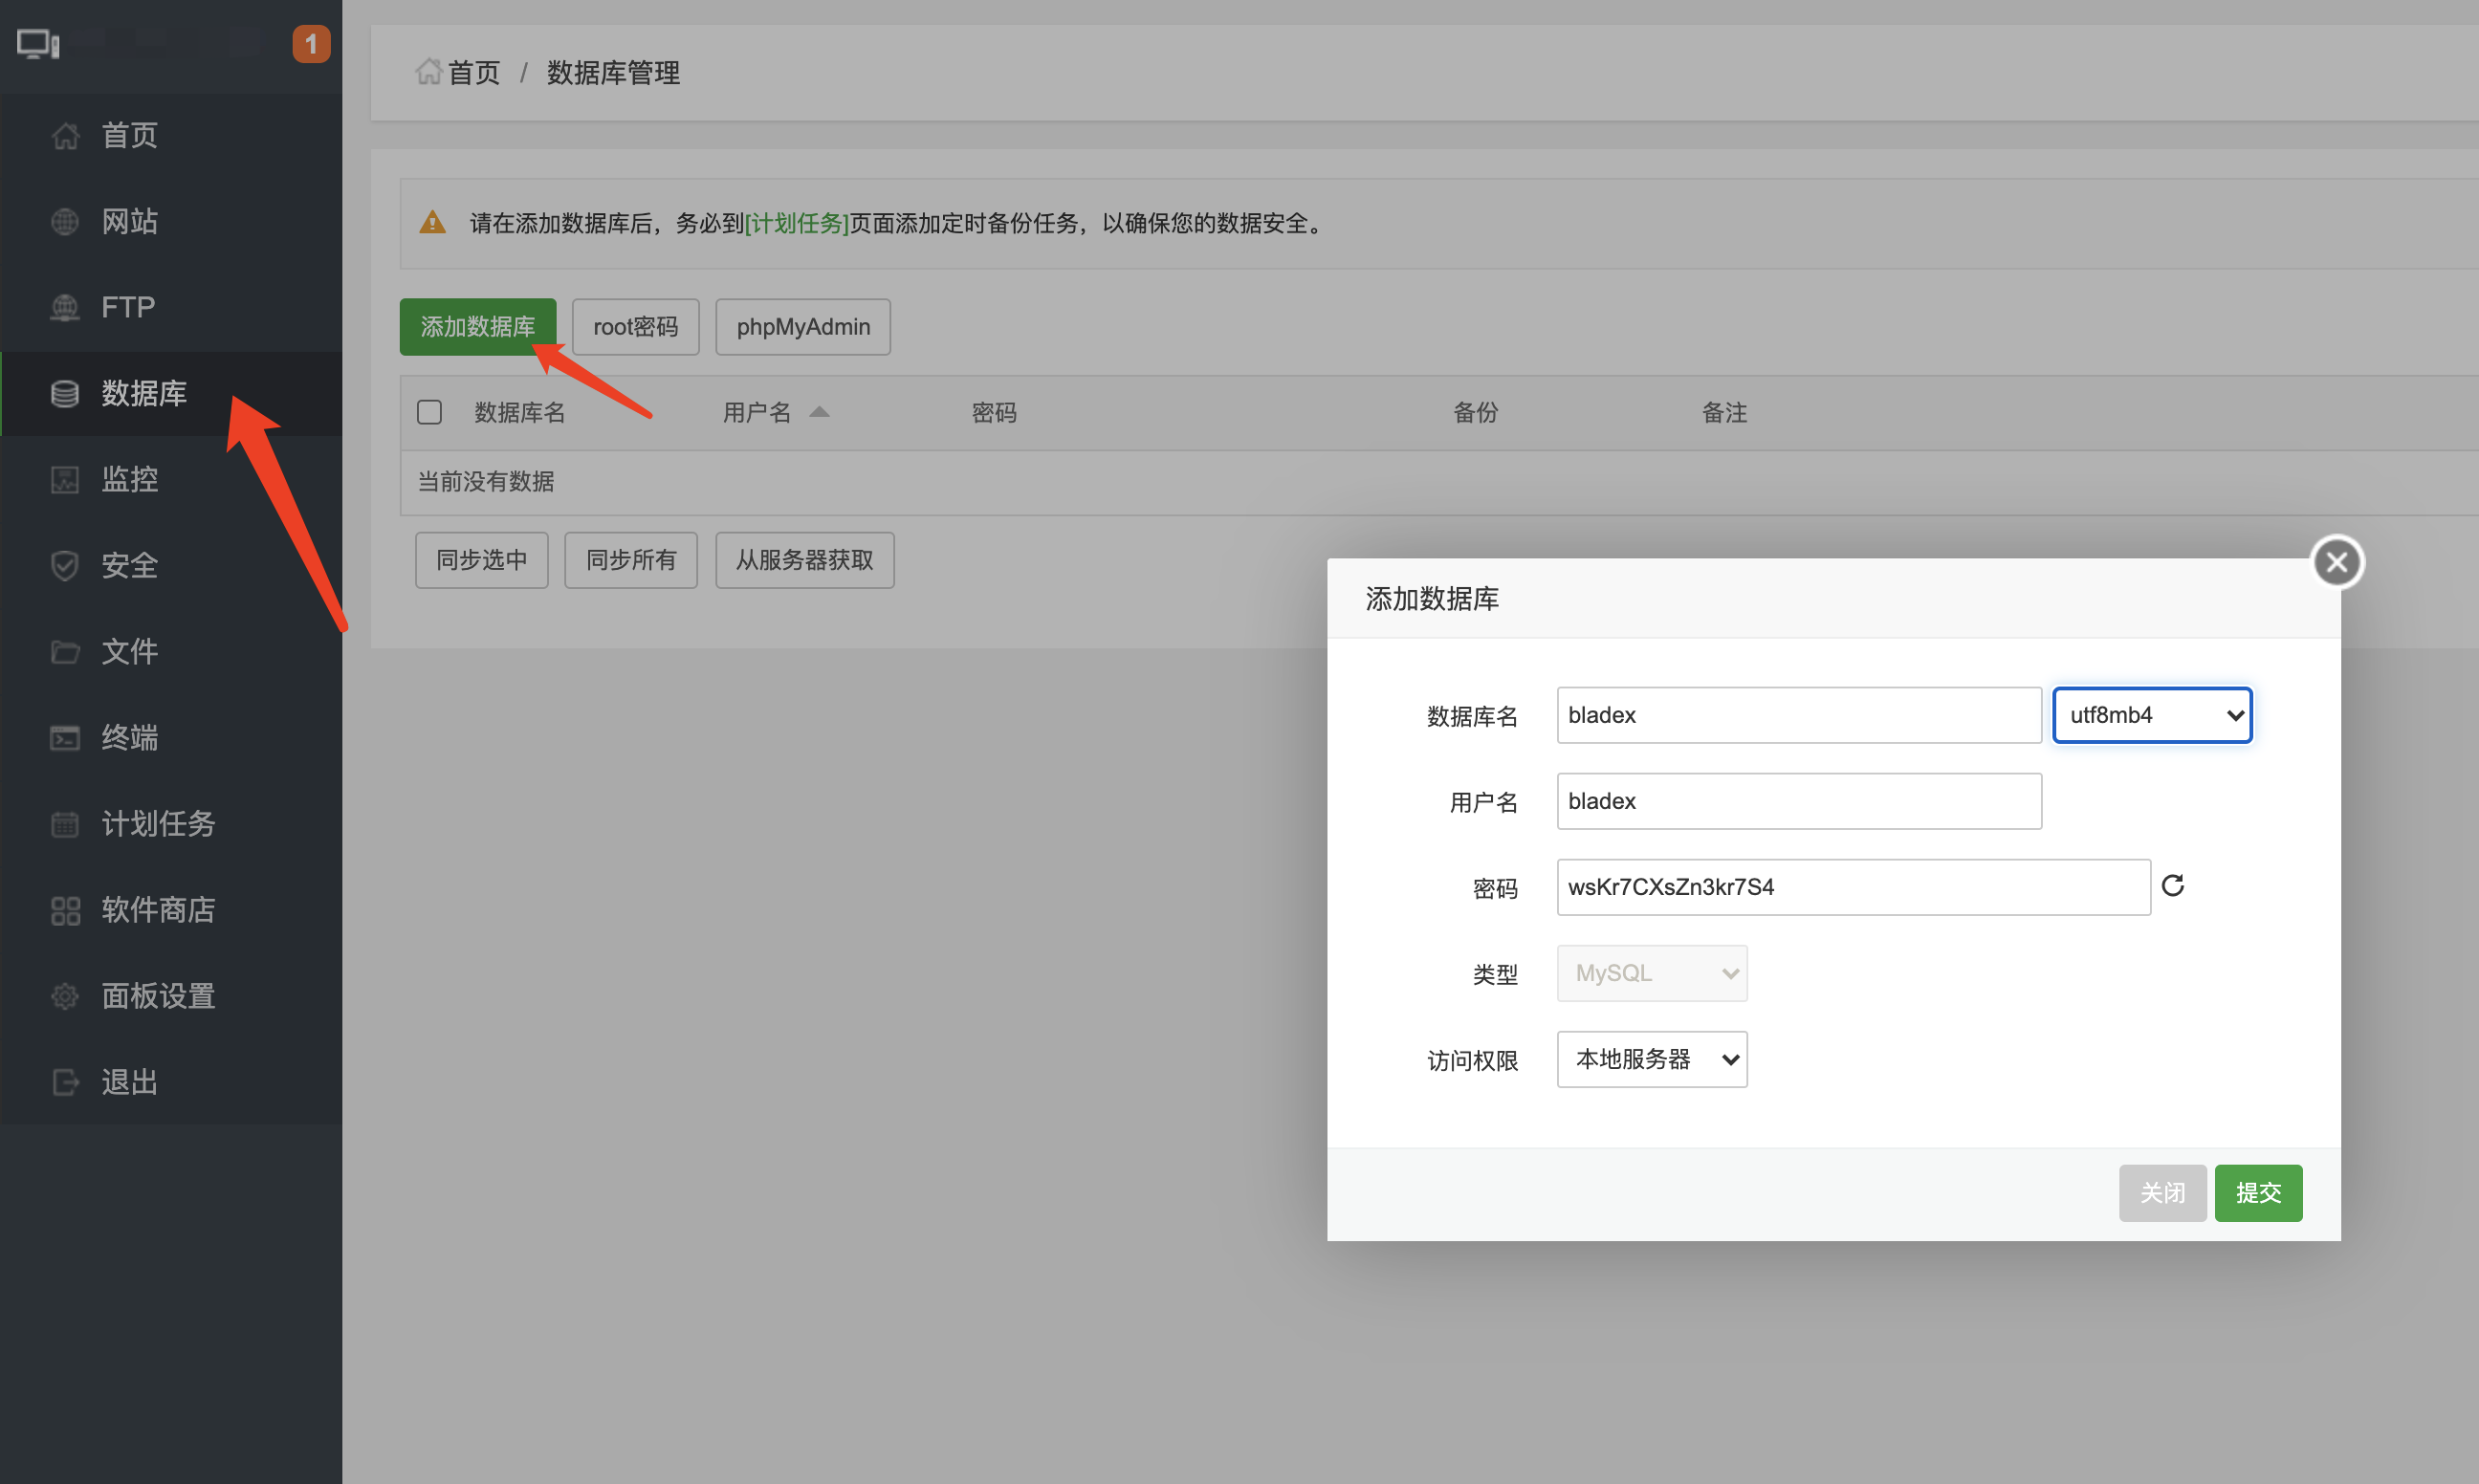 1
首页
网站
FTP
数据库
监控
安全
文件
终端
计划任务
软件商店
面板设置
退出
首页 / 数据库管理
请在添加数据库后，务必到[计划任务]页面添加定时备份任务，以确保您的数据安全。
添加数据库 root密码 phpMyAdmin
数据库名 用户名 密码 备份 备注
当前没有数据
同步选中 同步所有 从服务器获取
添加数据库
数据库名 bladex utf8mb4
用户名 bladex
密码 wsKr7CXsZn3kr7S4
类型 MySQL
访问权限 本地服务器
关闭 提交